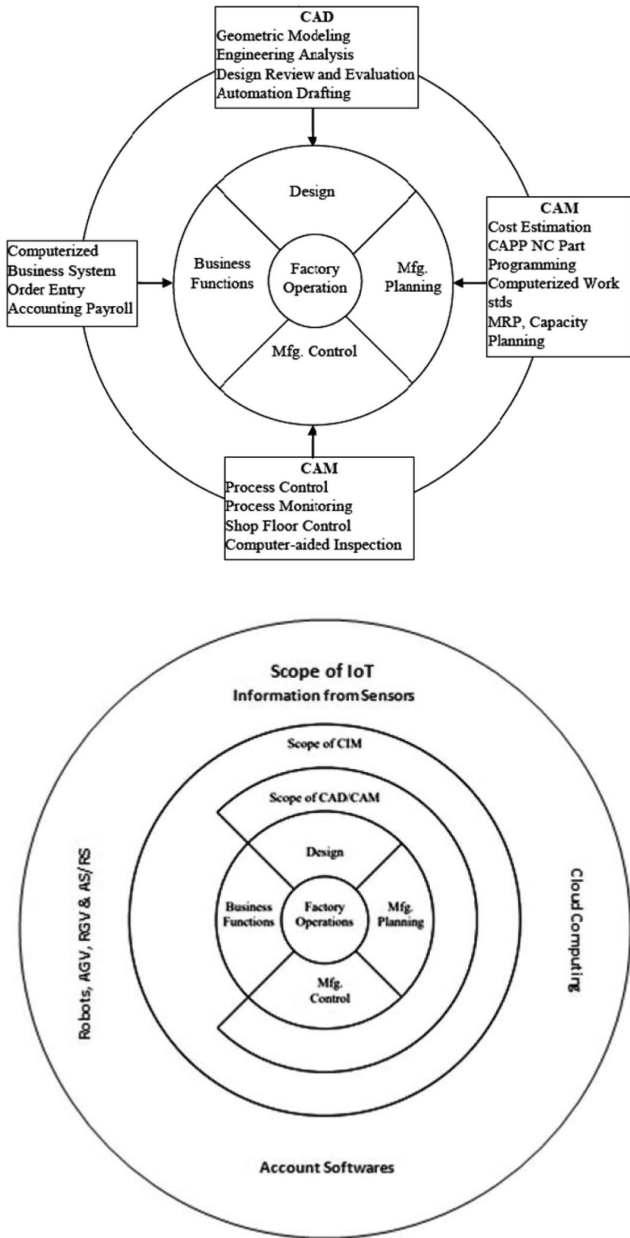 CAD
Geometric Modeling
Engineering Analysis
Design Review and Evaluation
Automation Drafting
Design
Computerized
Business System
Order Entry
Accounting Payroll
Business
Functions
Factory
Operation
Mfg.
Planning
CAM
Cost Estimation
CAPP NC Part
Programming
Computerized Work
stds
MRP, Capacity
Planning
Mfg. Control
CAM
Process Control
Process Monitoring
Shop Floor Control
Computer-aided Inspection
Scope of IoT
Information from Sensors
Scope of CIM
Scope of CAD/CAM
Design
Robots, AGV, RGV & AS/RS
Business
Functions
Factory
Operations
Mfg.
Planning
Cloud Computing
Mfg.
Control
Account Softwares